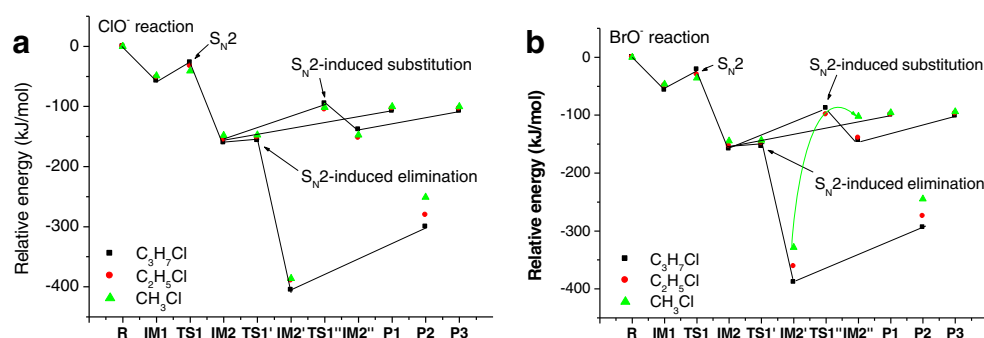 a
ClO⁻ reaction
S_N2
S_N2-induced substitution
S_N2-induced elimination
Relative energy (kJ/mol)
0
-100
-200
-300
-400
C₃H₇Cl
C₂H₅Cl
CH₃Cl
R IM1 TS1 IM2 TS1' IM2' TS1" IM2" P1 P2 P3
b
BrO⁻ reaction
S_N2
S_N2-induced substitution
S_N2-induced elimination
Relative energy (kJ/mol)
0
-100
-200
-300
-400
C₃H₇Cl
C₂H₅Cl
CH₃Cl
R IM1 TS1 IM2 TS1' IM2' TS1" IM2" P1 P2 P3